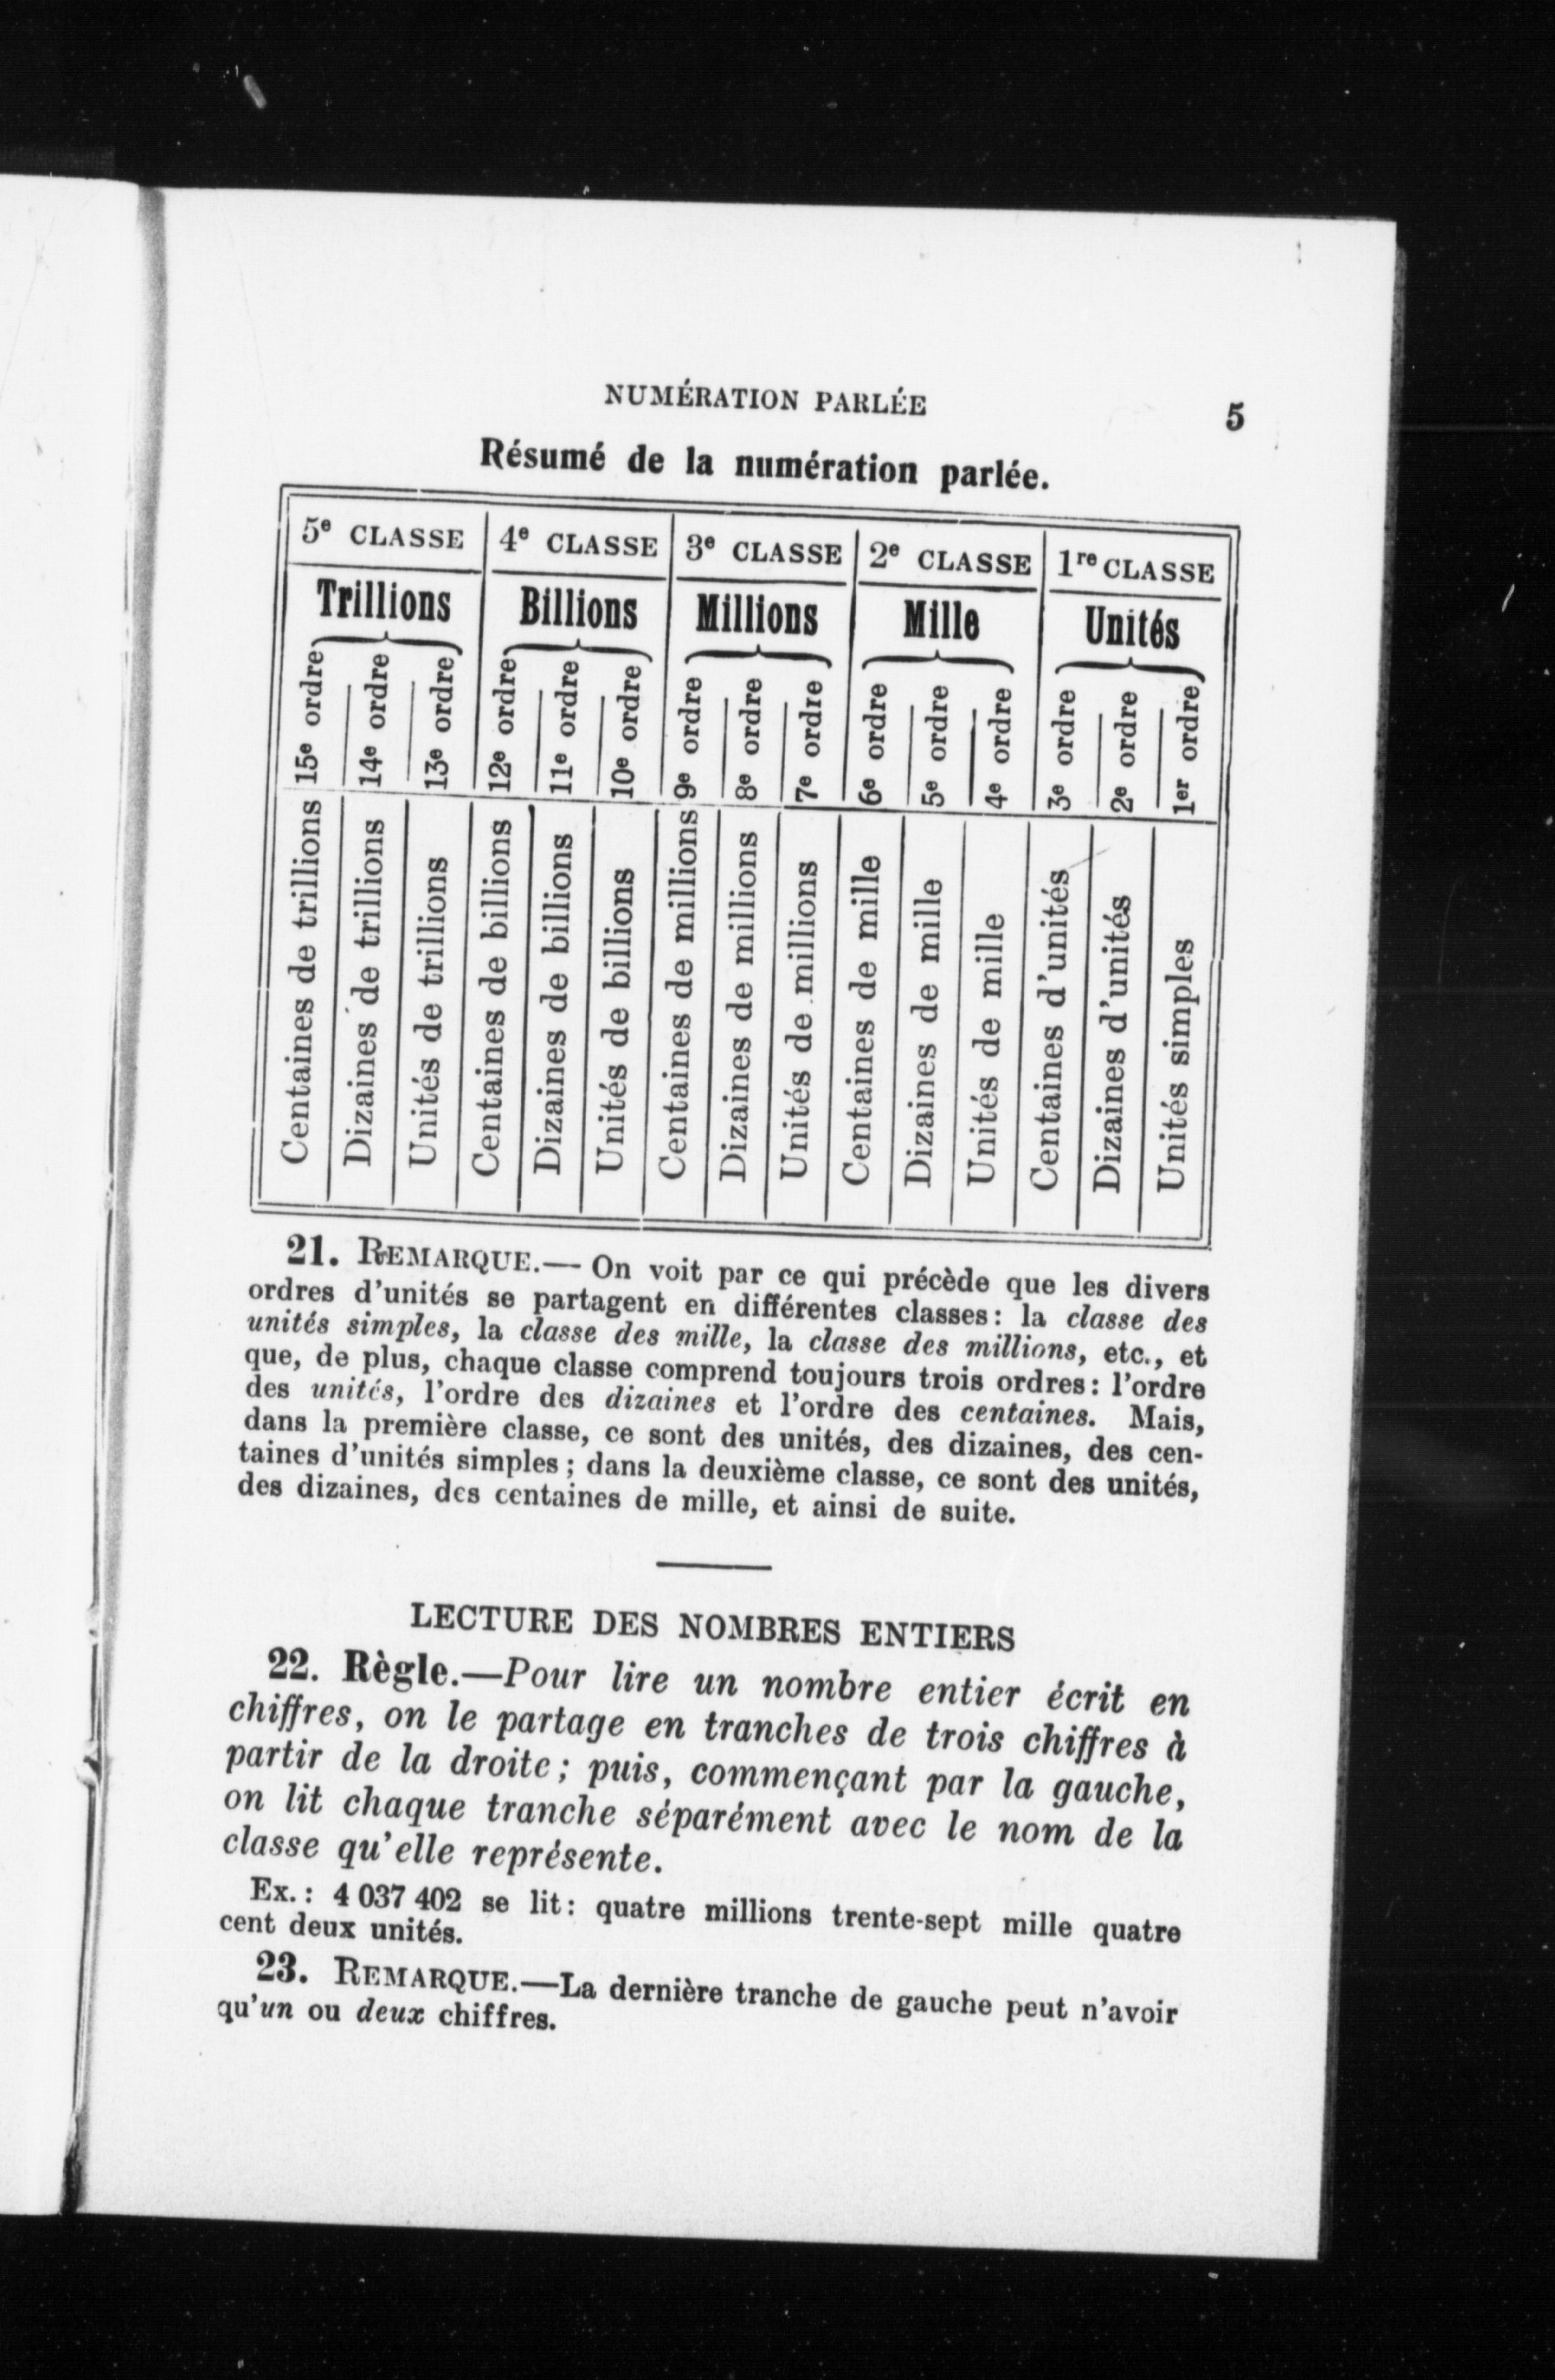 NUMÉRATION PARLÉE 5
Résumé de la numération parlée.
5e CLASSE 4e CLASSE 3e CLASSE 2e CLASSE 1re CLASSE
Trillions Billions Millions Mille Unités
15e ordre 14e ordre 13e ordre 12e ordre 11e ordre 10e ordre 9e ordre 8e ordre 7e ordre 6e ordre 5e ordre 4e ordre 3e ordre 2e ordre 1er ordre
Centaines de trillions
Dizaines de trillions
Unités de trillions
Centaines de billions
Dizaines de billions
Unités de billions
Centaines de millions
Dizaines de millions
Unités de millions
Centaines de mille
Dizaines de mille
Unités de mille
Centaines d'unités
Dizaines d'unités
Unités simples
21. REMARQUE.— On voit par ce qui précède que les divers
ordres d'unités se partagent en différentes classes: la classe des
unités simples, la classe des mille, la classe des millions, etc., et
que, de plus, chaque classe comprend toujours trois ordres: l'ordre
des unités, l'ordre des dizaines et l'ordre des centaines. Mais,
dans la première classe, ce sont des unités, des dizaines, des cen-
taines d'unités simples ; dans la deuxième classe, ce sont des unités,
des dizaines, des centaines de mille, et ainsi de suite.
LECTURE DES NOMBRES ENTIERS
22. Règle.—Pour lire un nombre entier écrit en
chiffres, on le partage en tranches de trois chiffres à
partir de la droite ; puis, commençant par la gauche,
on lit chaque tranche séparément avec le nom de la
classe qu'elle représente.
Ex. : 4 037 402 se lit: quatre millions trente-sept mille quatre
cent deux unités.
23. REMARQUE.—La dernière tranche de gauche peut n'avoir
qu'un ou deux chiffres.